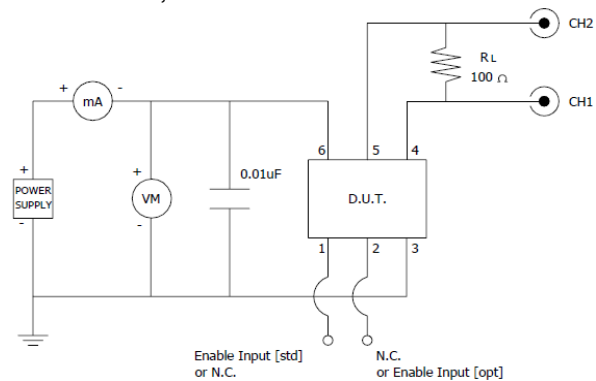 CH2
RL
100 Ω
CH1
+ mA -
6 5 4
+
0.01uF
+
POWER
SUPPLY
VM
D.U.T.
-
-
1 2 3
Enable Input [std]
or N.C.
N.C.
or Enable Input [opt]